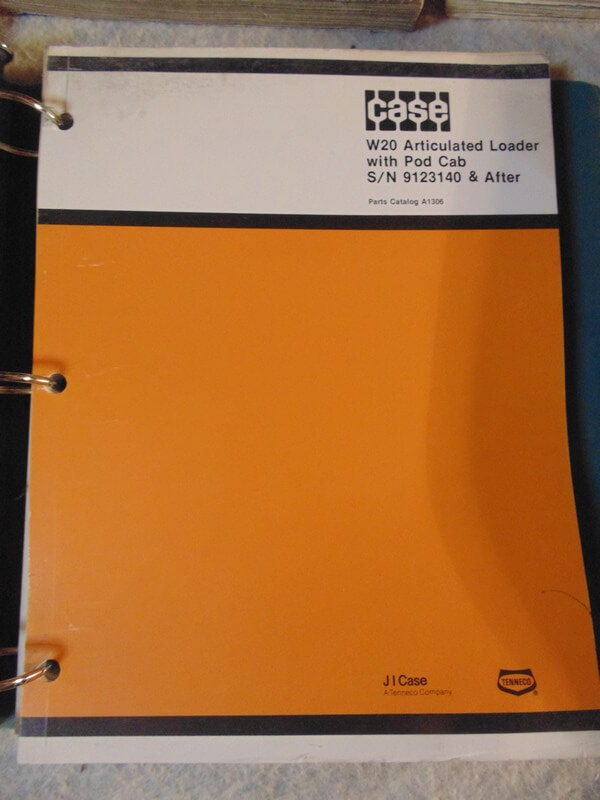 case
W20 Articulated Loader
with Pod Cab
S/N 9123140 & After
Parts Catalog A1306
J I Case
A Tenneco Company
TENNECO
®